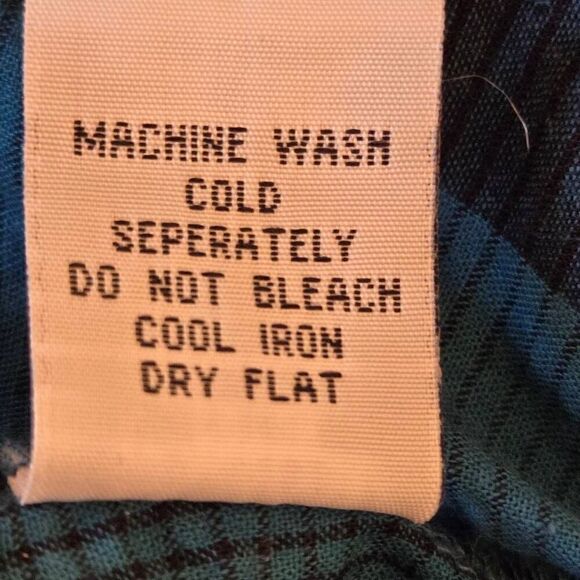 MACHINE WASH
COLD
SEPERATELY
DO NOT BLEACH
COOL IRON
DRY FLAT